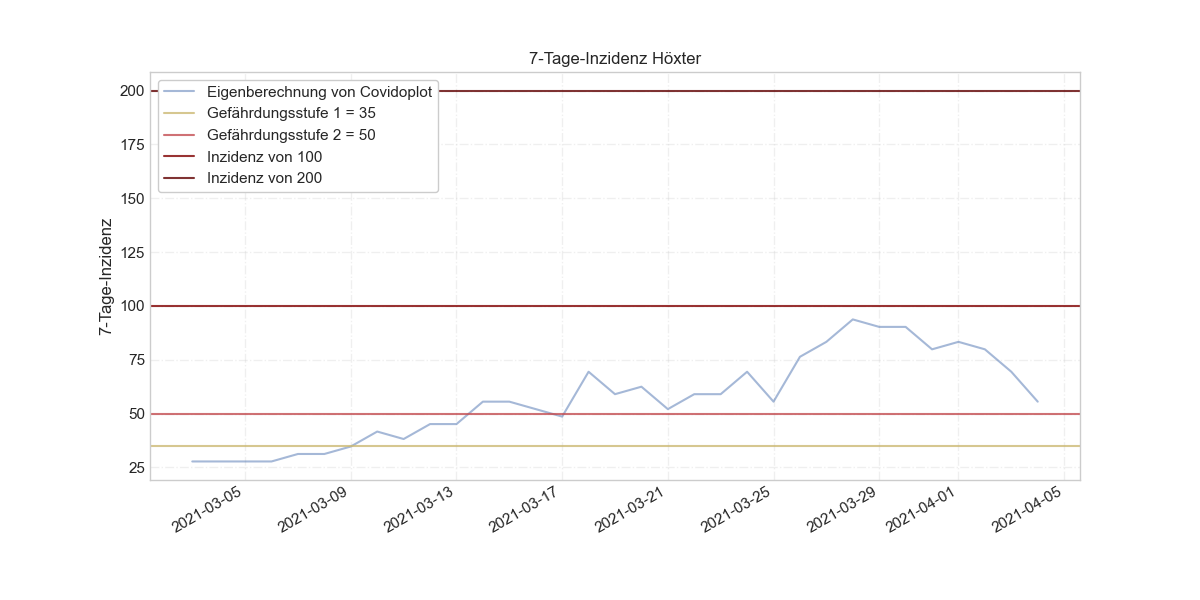 7-Tage-Inzidenz Höxter
200
175
150
125
100
75
50
25
7-Tage-Inzidenz
Eigenberechnung von Covidoplot
Gefährdungsstufe 1 = 35
Gefährdungsstufe 2 = 50
Inzidenz von 100
Inzidenz von 200
2021-03-05
2021-03-09
2021-03-13
2021-03-17
2021-03-21
2021-03-25
2021-03-29
2021-04-01
2021-04-05